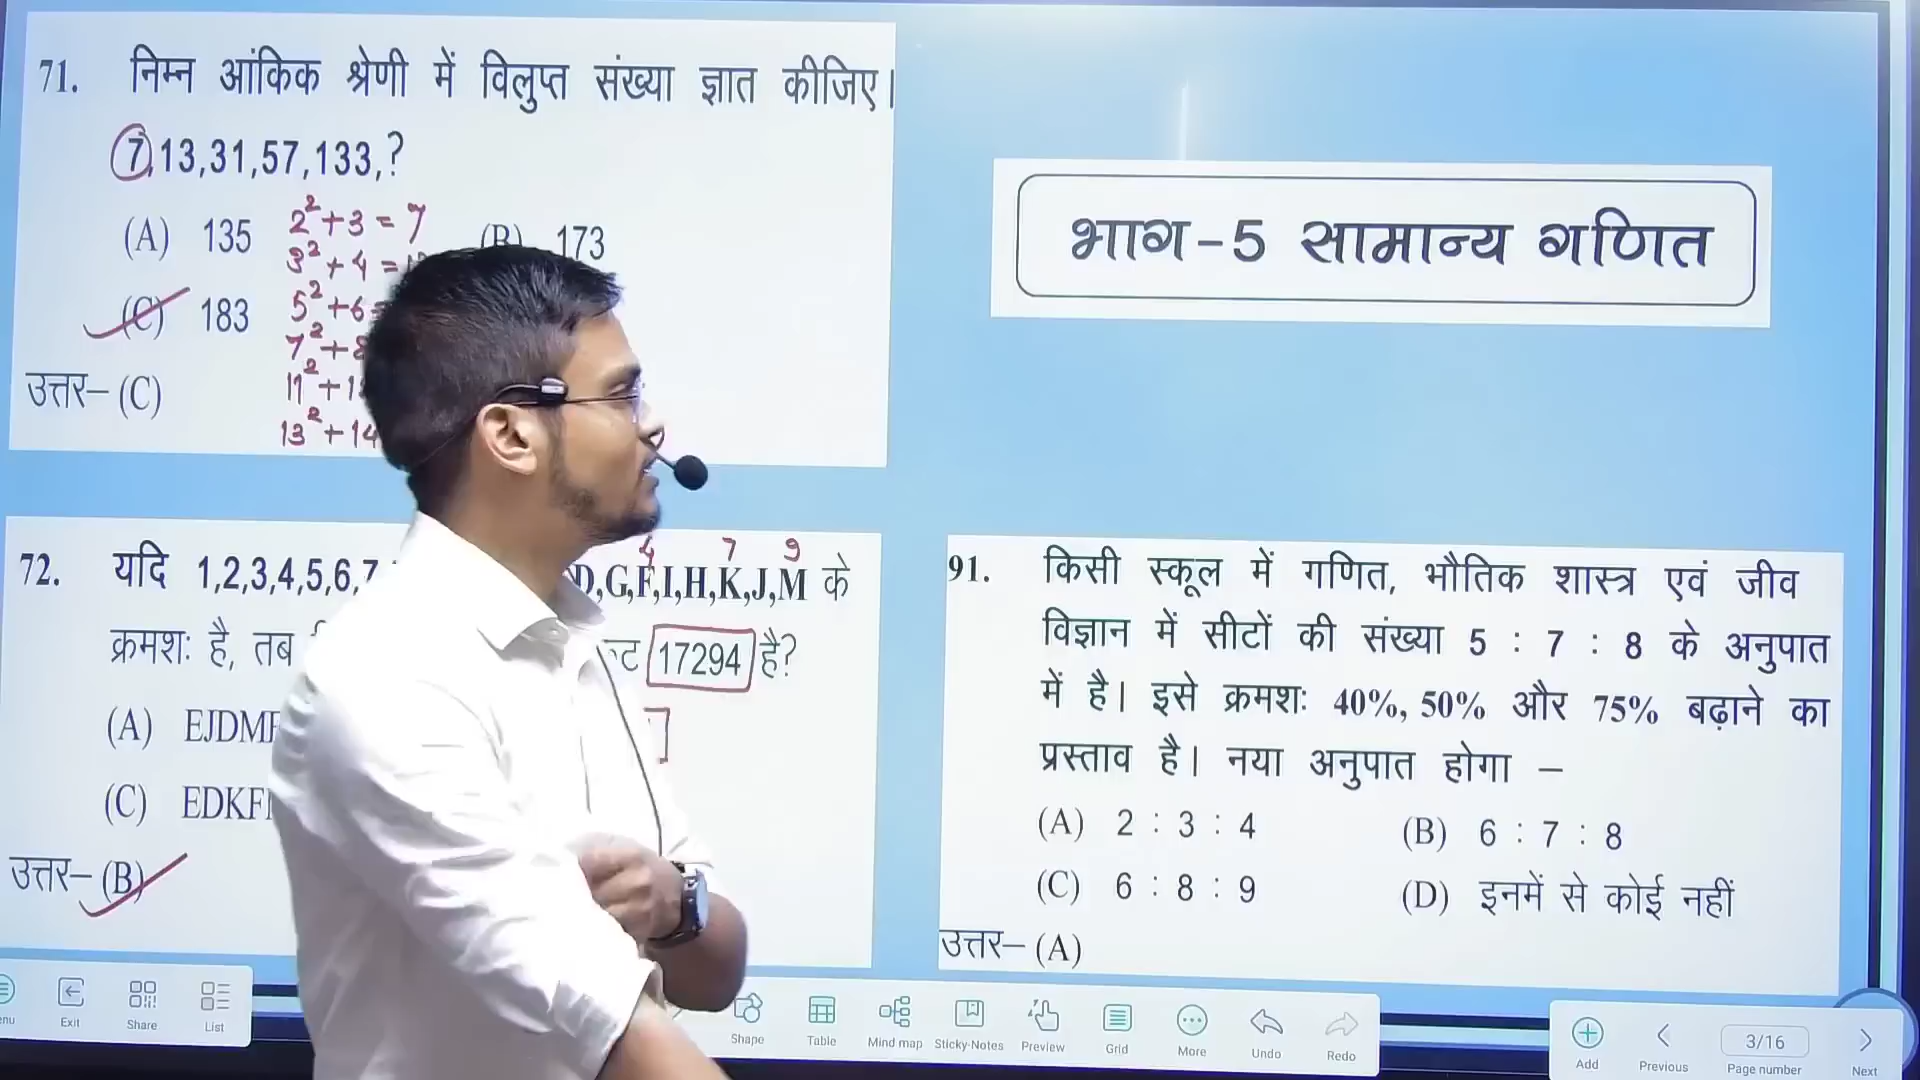 71. निम्न आंकिक श्रेणी में विलुप्त संख्या ज्ञात कीजिए।
7,13,31,57,133,?
(A) 135
(B) 173
(C) 183
उत्तर– (C)
2² + 3 = 7
3² + 4 =
5² + 6
7² +
11² +
13² + 14
72. यदि 1,2,3,4,5,6,7 D,G,F,I,H,K,J,M के
4 7 9
क्रमशः है, तब 17294 है?
(A) EJDMF
(C) EDKF
उत्तर– (B)
भाग-5 सामान्य गणित
91. किसी स्कूल में गणित, भौतिक शास्त्र एवं जीव
विज्ञान में सीटों की संख्या 5 : 7 : 8 के अनुपात
में है। इसे क्रमशः 40%, 50% और 75% बढ़ाने का
प्रस्ताव है। नया अनुपात होगा –
(A) 2 : 3 : 4 (B) 6 : 7 : 8
(C) 6 : 8 : 9 (D) इनमें से कोई नहीं
उत्तर– (A)
Exit Share List Shape Table Mind map Sticky-Notes Preview Grid More Undo Redo Add Previous 3/16 Page number Next